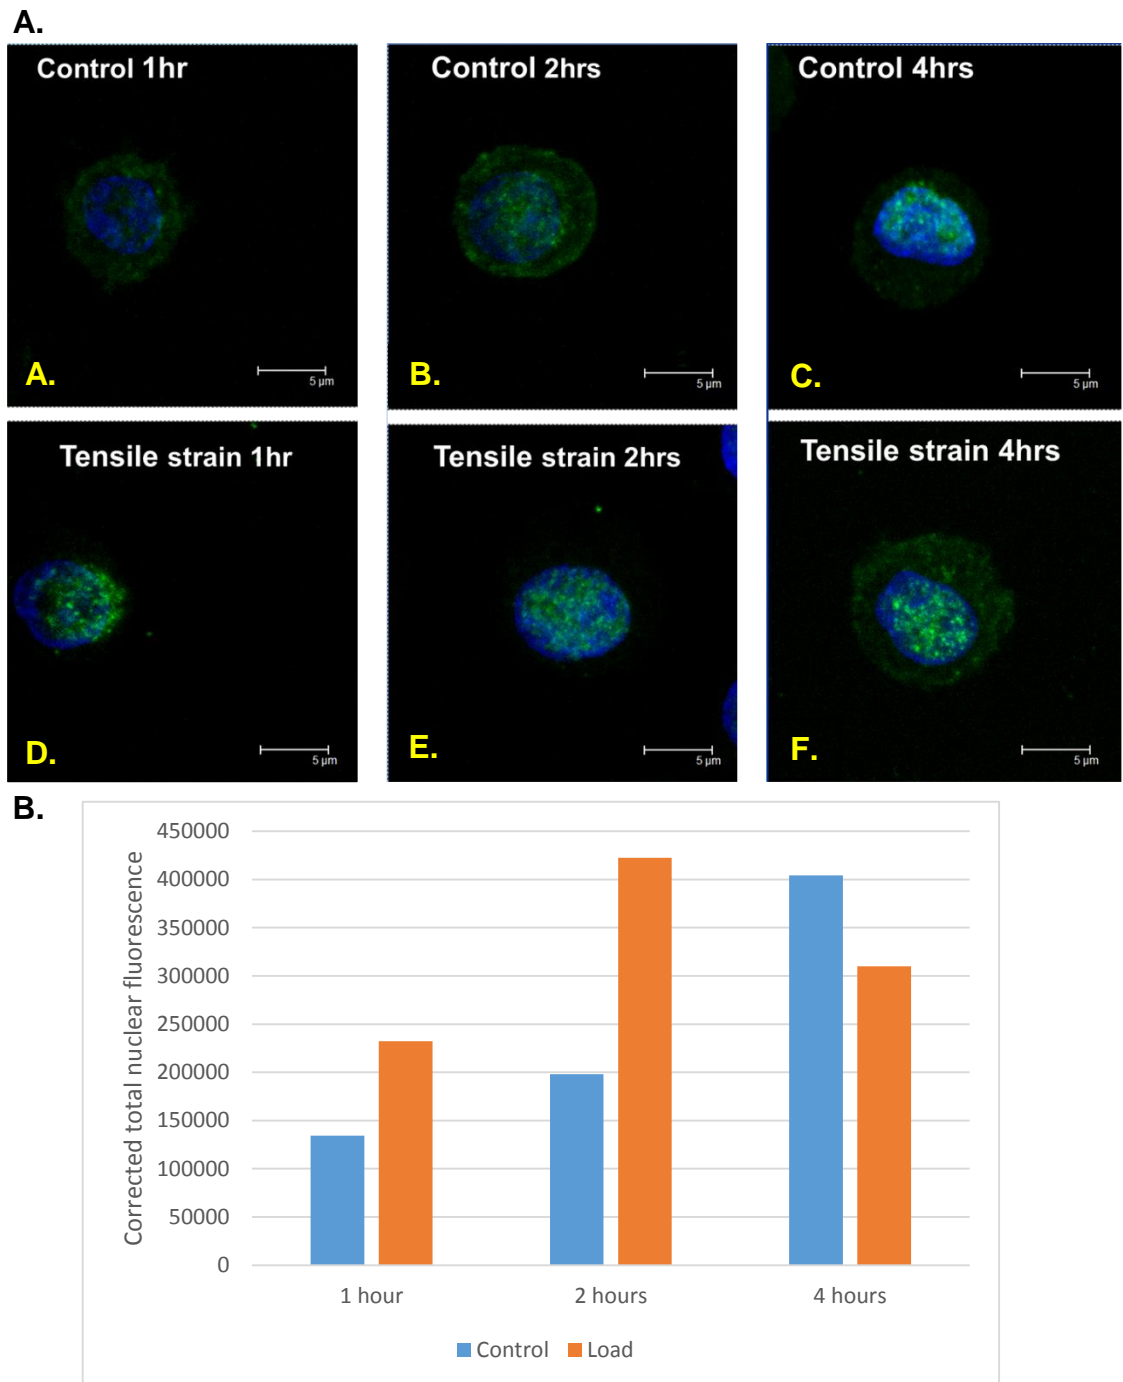 A.
Control 1hr
Control 2hrs
Control 4hrs
A.
5 µm
B.
5 µm
C.
5 µm
Tensile strain 1hr
Tensile strain 2hrs
Tensile strain 4hrs
D.
5 µm
E.
5 µm
F.
5 µm
B.
Corrected total nuclear fluorescence
450000
400000
350000
300000
250000
200000
150000
100000
50000
0
1 hour
2 hours
4 hours
Control
Load